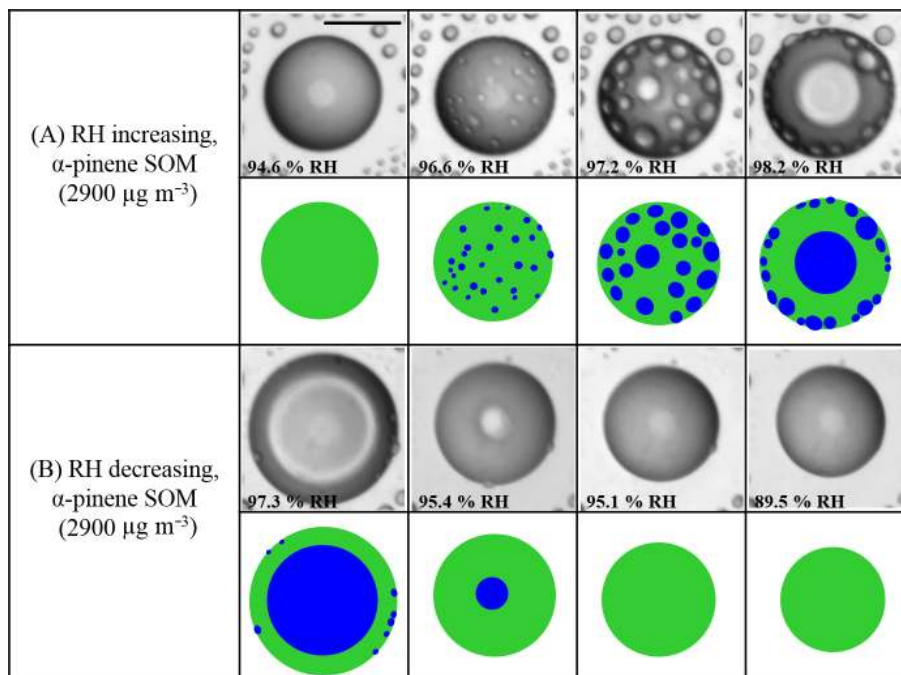 (A) RH increasing,
α-pinene SOM
(2900 µg m⁻³)
94.6 % RH
96.6 % RH
97.2 % RH
98.2 % RH
(B) RH decreasing,
α-pinene SOM
(2900 µg m⁻³)
97.3 % RH
95.4 % RH
95.1 % RH
89.5 % RH